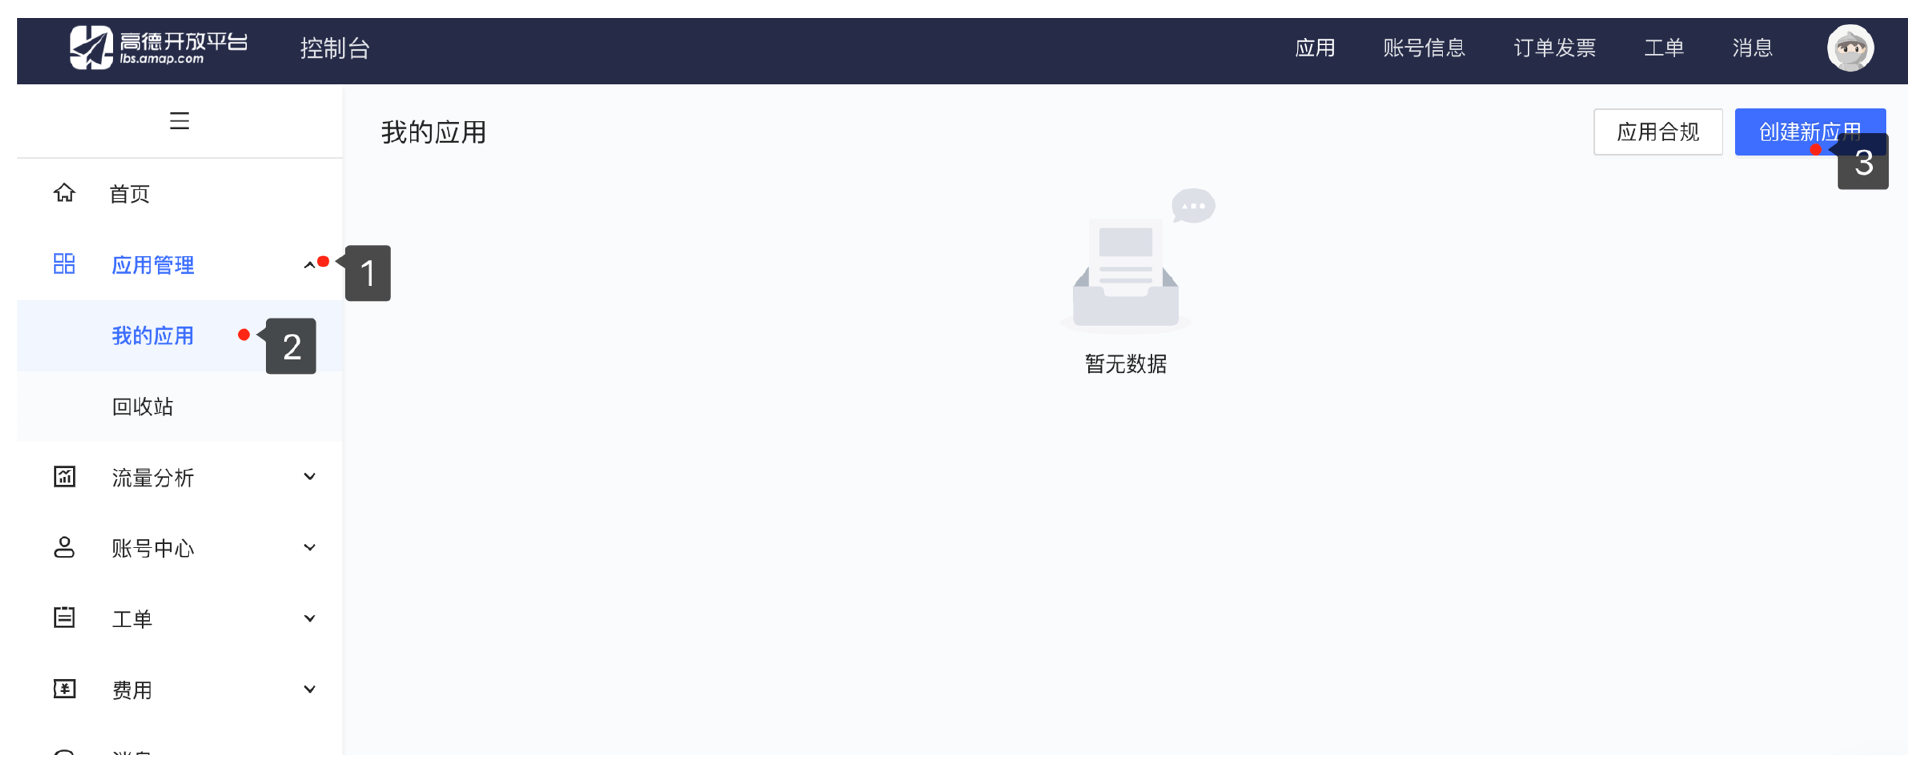 高德开放平台
lbs.amap.com
控制台
应用
账号信息
订单发票
工单
消息
我的应用
应用合规
创建新应用
3
首页
应用管理
1
我的应用
2
回收站
暂无数据
流量分析
账号中心
工单
费用